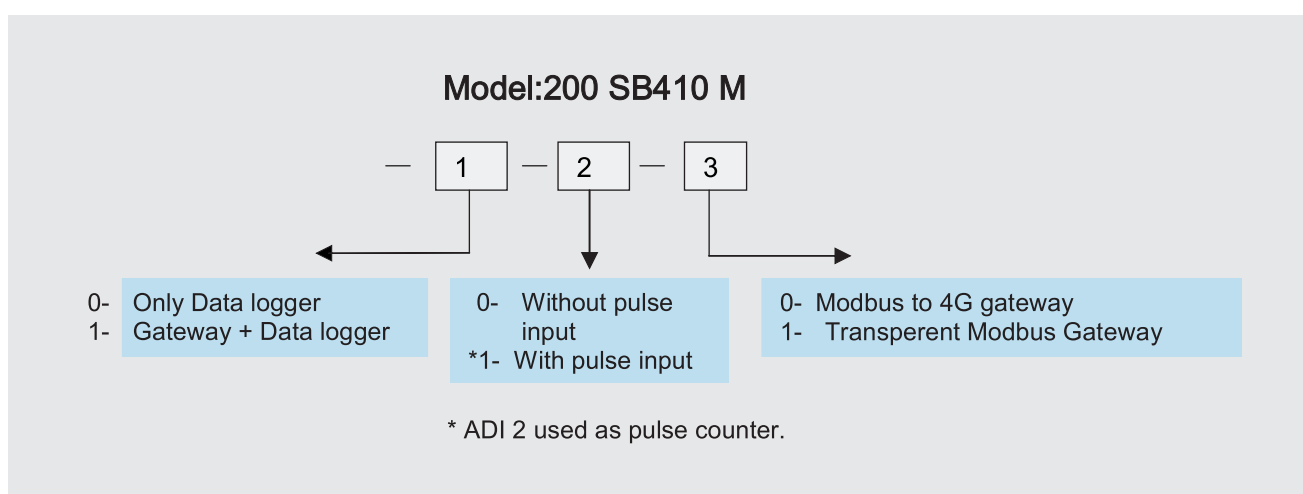 Model:200 SB410 M
— 1 — 2 — 3
0- Only Data logger
1- Gateway + Data logger
0- Without pulse
input
*1- With pulse input
0- Modbus to 4G gateway
1- Transperent Modbus Gateway
* ADI 2 used as pulse counter.